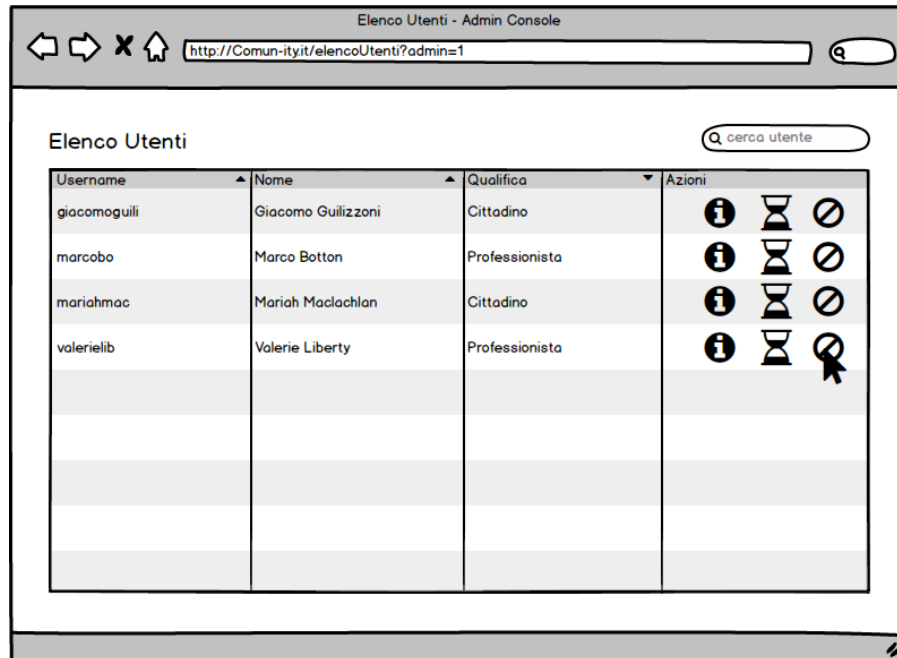 Elenco Utenti - Admin Console
http://Comun-ity.it/elencoUtenti?admin=1
Elenco Utenti
cerca utente
Username Nome Qualifica Azioni
giacomoguili Giacomo Guilizzoni Cittadino
marcobo Marco Botton Professionista
mariahmac Mariah Maclachlan Cittadino
valerielib Valerie Liberty Professionista